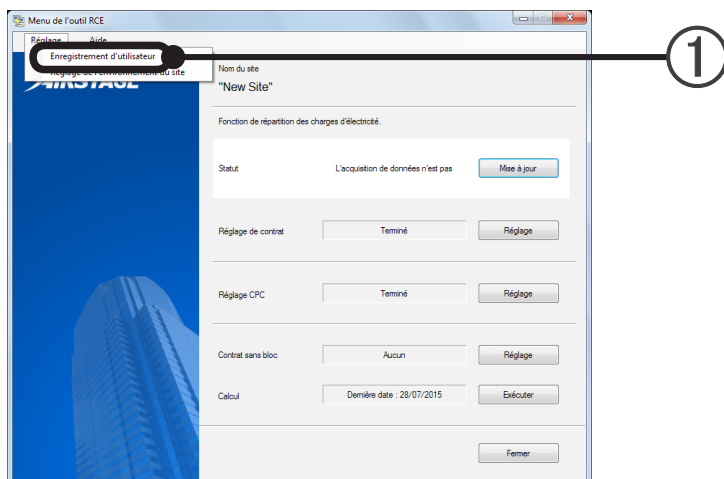 Menu de l'outil RCE
Réglage Aide
Enregistrement d'utilisateur
Réglage de l'environnement du site
AIRSTAGE
1
Nom du site
"New Site"
Fonction de répartition des charges d'électricité.
Statut L'acquisition de données n'est pas Mise à jour
Réglage de contrat Terminé Réglage
Réglage CPC Terminé Réglage
Contrat sans bloc Aucun Réglage
Calcul Dernière date : 28/07/2015 Exécuter
Fermer